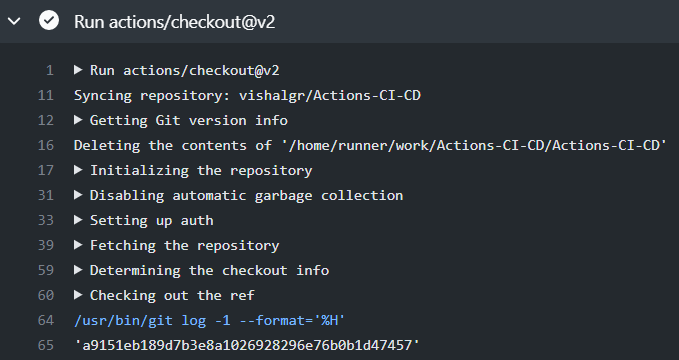 Run actions/checkout@v2
1 ▶ Run actions/checkout@v2
11 Syncing repository: vishalgr/Actions-CI-CD
12 ▶ Getting Git version info
16 Deleting the contents of '/home/runner/work/Actions-CI-CD/Actions-CI-CD'
17 ▶ Initializing the repository
31 ▶ Disabling automatic garbage collection
33 ▶ Setting up auth
39 ▶ Fetching the repository
59 ▶ Determining the checkout info
60 ▶ Checking out the ref
64 /usr/bin/git log -1 --format='%H'
65 'a9151eb189d7b3e8a1026928296e76b0b1d47457'